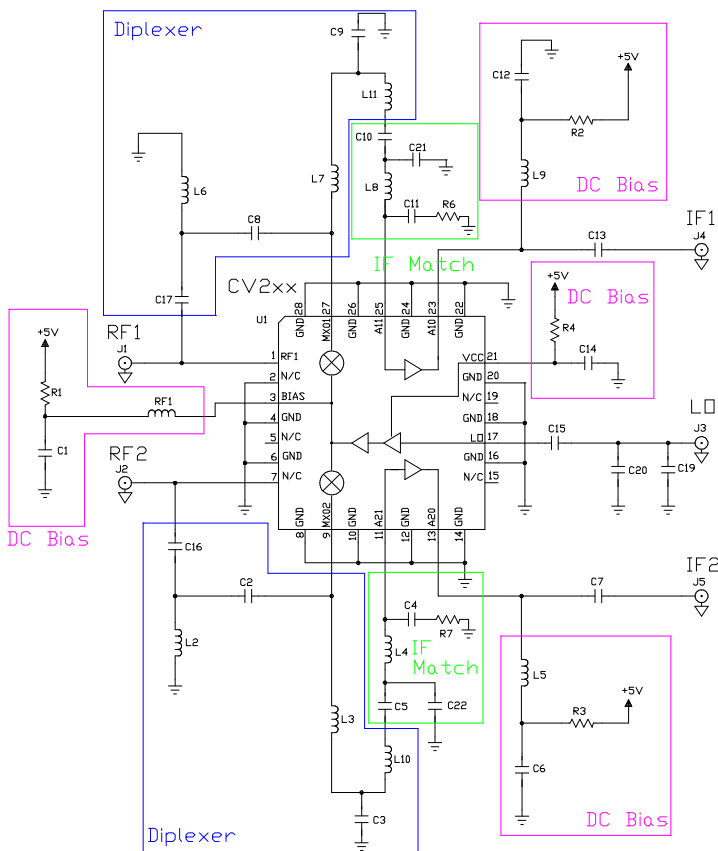 Diplexer
C9
C12
+5V
R2
L11
C10
C21
L9
DC Bias
L6
L7
L8
C11
R6
C8
IF Match
C13
IF1
J4
C17
CV2xx
U1
28
GND
27
MXO1
26
GND
25
A11
24
GND
23
A10
22
GND
+5V
DC Bias
R4
C14
RF1
J1
+5V
R1
RF1
C1
DC Bias
1
RF1
2
N/C
3
BIAS
4
GND
5
N/C
6
GND
7
N/C
VCC
21
GND
20
N/C
19
GND
18
LO
17
GND
16
N/C
15
C15
LO
J3
C20
C19
RF2
J2
8
GND
9
MXO2
10
GND
11
A21
12
GND
13
A20
14
GND
C16
C2
L2
L3
C4
R7
L4
IF
Match
C5
C22
L10
C3
Diplexer
C7
IF2
J5
L5
+5V
R3
C6
DC Bias